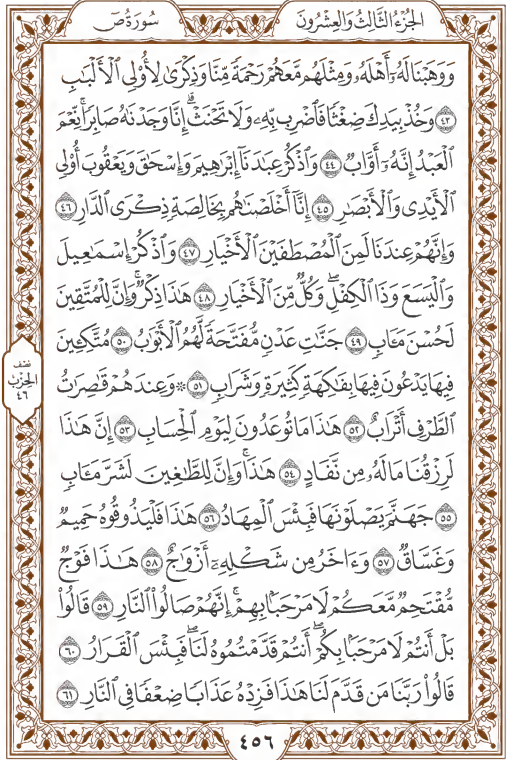 الجُزْءُ الثَّالِثُ وَالعِشْرُونَ
سُورَةُ صٓ
وَوَهَبْنَا لَهُۥٓ أَهْلَهُۥ وَمِثْلَهُم مَّعَهُمْ رَحْمَةً مِّنَّا وَذِكْرَىٰ لِأُو۟لِى ٱلْأَلْبَٰبِ
٤٣ وَخُذْ بِيَدِكَ ضِغْثًا فَٱضْرِب بِّهِۦ وَلَا تَحْنَثْ ۗ إِنَّا وَجَدْنَٰهُ صَابِرًا ۚ نِّعْمَ
ٱلْعَبْدُ ۖ إِنَّهُۥٓ أَوَّابٌ ٤٤ وَٱذْكُرْ عِبَٰدَنَآ إِبْرَٰهِيمَ وَإِسْحَٰقَ وَيَعْقُوبَ أُو۟لِى
ٱلْأَيْدِى وَٱلْأَبْصَٰرِ ٤٥ إِنَّآ أَخْلَصْنَٰهُم بِخَالِصَةٍ ذِكْرَى ٱلدَّارِ ٤٦
وَإِنَّهُمْ عِندَنَا لَمِنَ ٱلْمُصْطَفَيْنَ ٱلْأَخْيَارِ ٤٧ وَٱذْكُرْ إِسْمَٰعِيلَ
وَٱلْيَسَعَ وَذَا ٱلْكِفْلِ ۖ وَكُلٌّ مِّنَ ٱلْأَخْيَارِ ٤٨ هَٰذَا ذِكْرٌ ۚ وَإِنَّ لِلْمُتَّقِينَ
لَحُسْنَ مَـَٔابٍ ٤٩ جَنَّٰتِ عَدْنٍ مُّفَتَّحَةً لَّهُمُ ٱلْأَبْوَٰبُ ٥٠ مُتَّكِـِٔينَ
فِيهَا يَدْعُونَ فِيهَا بِفَٰكِهَةٍ كَثِيرَةٍ وَشَرَابٍ ٥١ ۞ وَعِندَهُمْ قَٰصِرَٰتُ
ٱلطَّرْفِ أَتْرَابٌ ٥٢ هَٰذَا مَا تُوعَدُونَ لِيَوْمِ ٱلْحِسَابِ ٥٣ إِنَّ هَٰذَا
لَرِزْقُنَا مَا لَهُۥ مِن نَّفَادٍ ٥٤ هَٰذَا ۚ وَإِنَّ لِلطَّٰغِينَ لَشَرَّ مَـَٔابٍ
٥٥ جَهَنَّمَ يَصْلَوْنَهَا فَبِئْسَ ٱلْمِهَادُ ٥٦ هَٰذَا فَلْيَذُوقُوهُ حَمِيمٌ
وَغَسَّاقٌ ٥٧ وَءَاخَرُ مِن شَكْلِهِۦٓ أَزْوَٰجٌ ٥٨ هَٰذَا فَوْجٌ
مُّقْتَحِمٌ مَّعَكُمْ ۖ لَا مَرْحَبًۢا بِهِمْ ۚ إِنَّهُمْ صَالُوا۟ ٱلنَّارِ ٥٩ قَالُوا۟
بَلْ أَنتُمْ لَا مَرْحَبًۢا بِكُمْ ۖ أَنتُمْ قَدَّمْتُمُوهُ لَنَا ۖ فَبِئْسَ ٱلْقَرَارُ ٦٠
قَالُوا۟ رَبَّنَا مَن قَدَّمَ لَنَا هَٰذَا فَزِدْهُ عَذَابًا ضِعْفًا فِى ٱلنَّارِ ٦١
نصف
الحزب
٤٦
٤٥٦